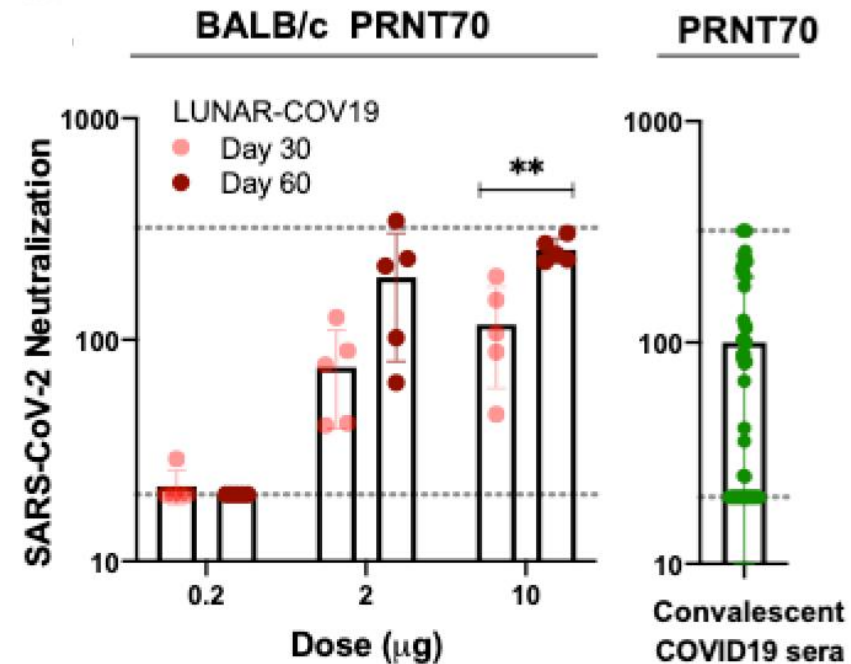 BALB/c PRNT70
PRNT70
SARS-CoV-2 Neutralization
1000
100
10
LUNAR-COV19
Day 30
Day 60
**
0.2
2
10
Dose (μg)
1000
100
10
Convalescent
COVID19 sera